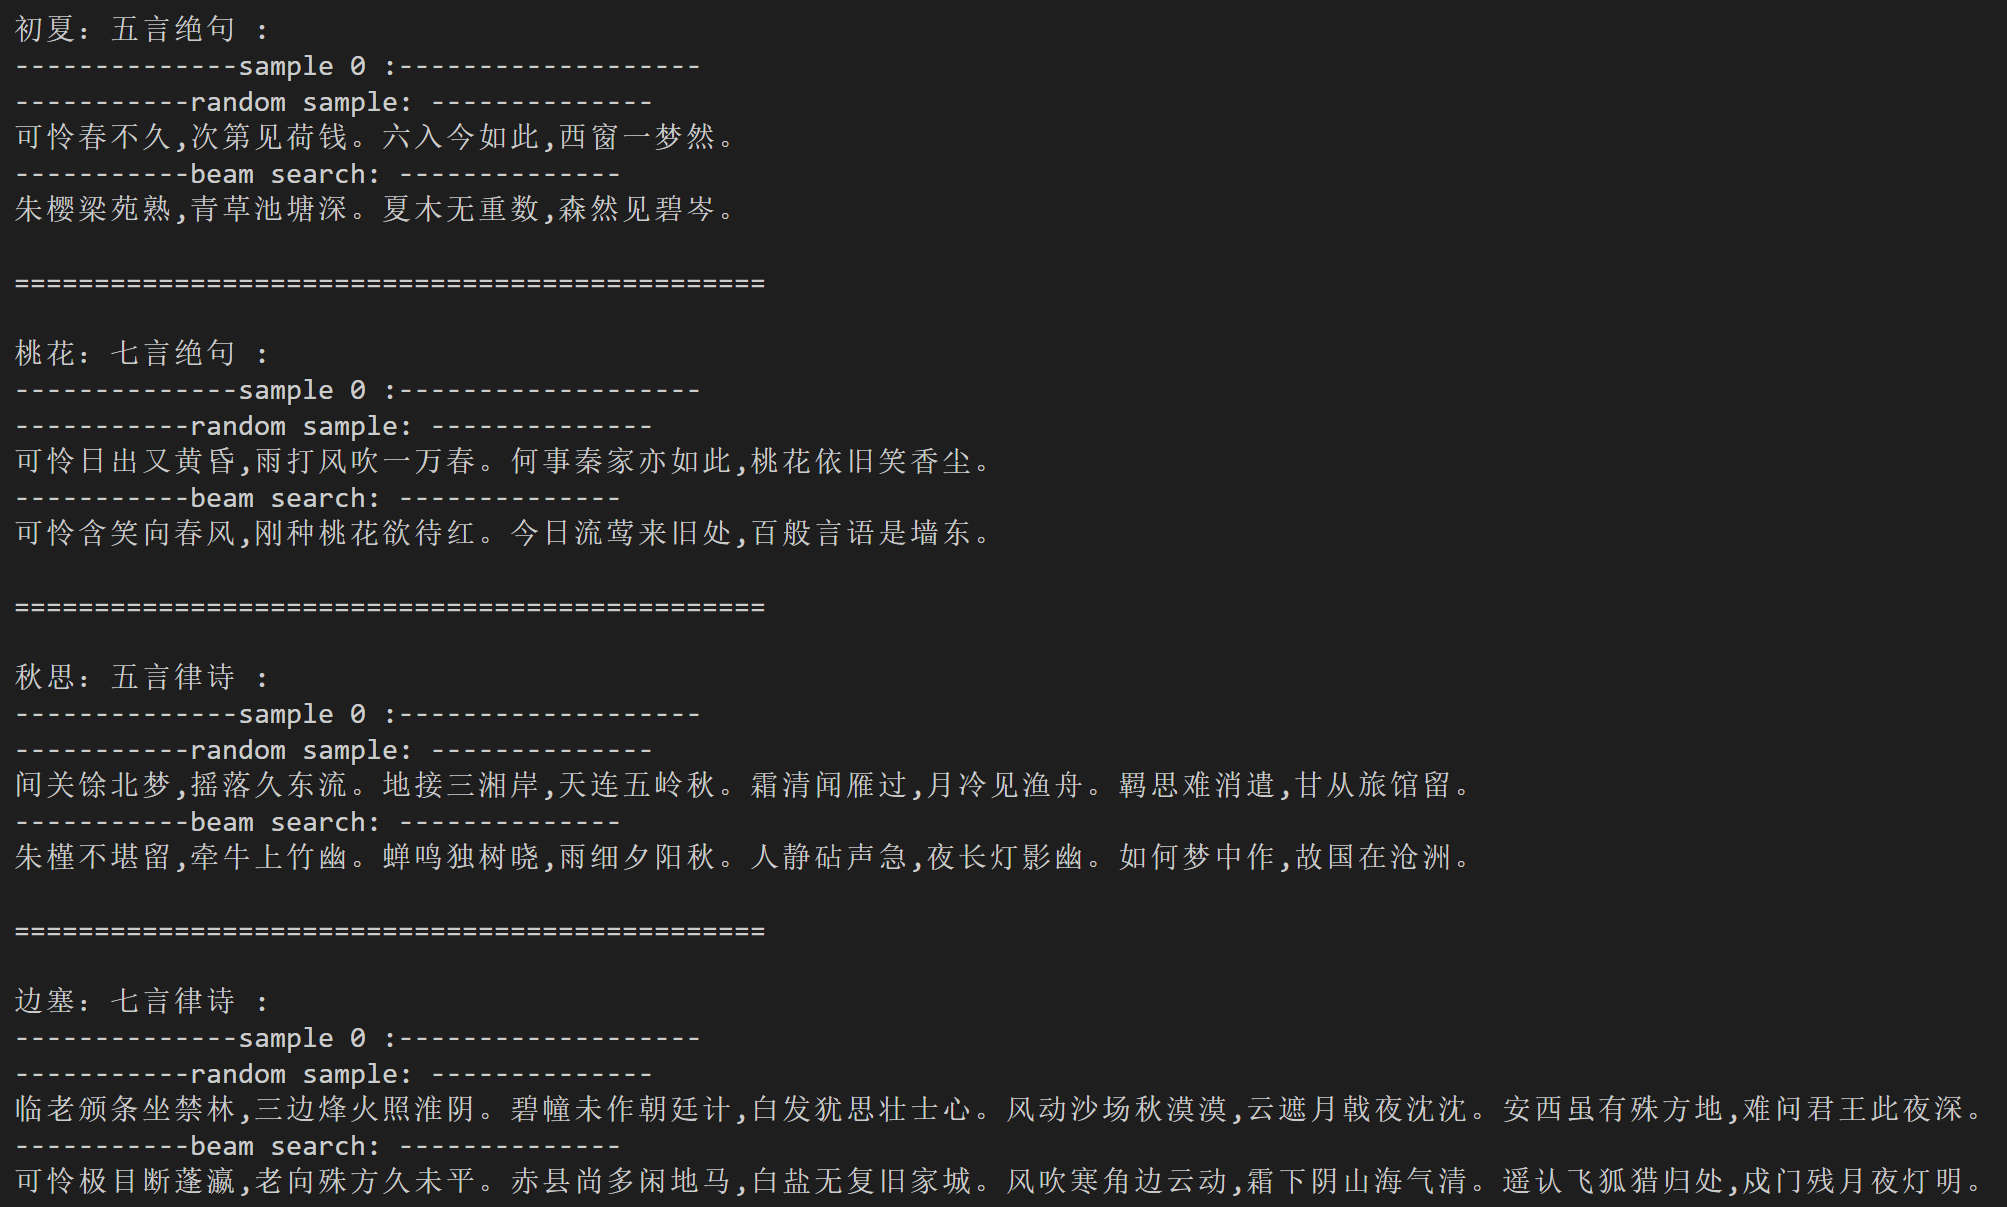 初夏：五言绝句 :
--------------sample 0 :-------------------
-----------random sample: --------------
可怜春不久,次第见荷钱。六入今如此,西窗一梦然。
-----------beam search: --------------
朱樱梁苑熟,青草池塘深。夏木无重数,森然见碧岑。
===============================================
桃花：七言绝句 :
--------------sample 0 :-------------------
-----------random sample: --------------
可怜日出又黄昏,雨打风吹一万春。何事秦家亦如此,桃花依旧笑香尘。
-----------beam search: --------------
可怜含笑向春风,刚种桃花欲待红。今日流莺来旧处,百般言语是墙东。
===============================================
秋思：五言律诗 :
--------------sample 0 :-------------------
-----------random sample: --------------
间关馀北梦,摇落久东流。地接三湘岸,天连五岭秋。霜清闻雁过,月冷见渔舟。羁思难消遣,甘从旅馆留。
-----------beam search: --------------
朱槿不堪留,牵牛上竹幽。蝉鸣独树晓,雨细夕阳秋。人静砧声急,夜长灯影幽。如何梦中作,故国在沧洲。
===============================================
边塞：七言律诗 :
--------------sample 0 :-------------------
-----------random sample: --------------
临老颁条坐禁林,三边烽火照淮阴。碧幢未作朝廷计,白发犹思壮士心。风动沙场秋漠漠,云遮月戟夜沈沈。安西虽有殊方地,难问君王此夜深。
-----------beam search: --------------
可怜极目断蓬瀛,老向殊方久未平。赤县尚多闲地马,白盐无复旧家城。风吹寒角边云动,霜下阴山海气清。遥认飞狐猎归处,戍门残月夜灯明。